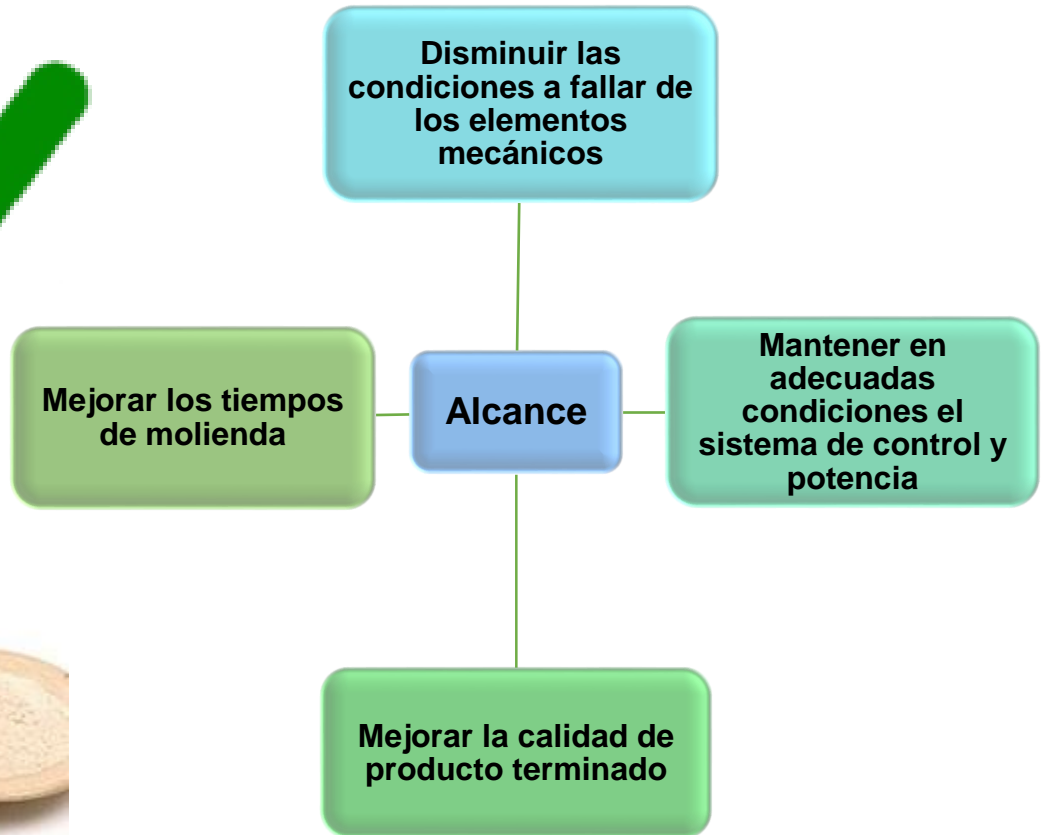 Disminuir las
condiciones a fallar de
los elementos
mecánicos
Mejorar los tiempos
de molienda
Alcance
Mantener en
adecuadas
condiciones el
sistema de control y
potencia
Mejorar la calidad de
producto terminado